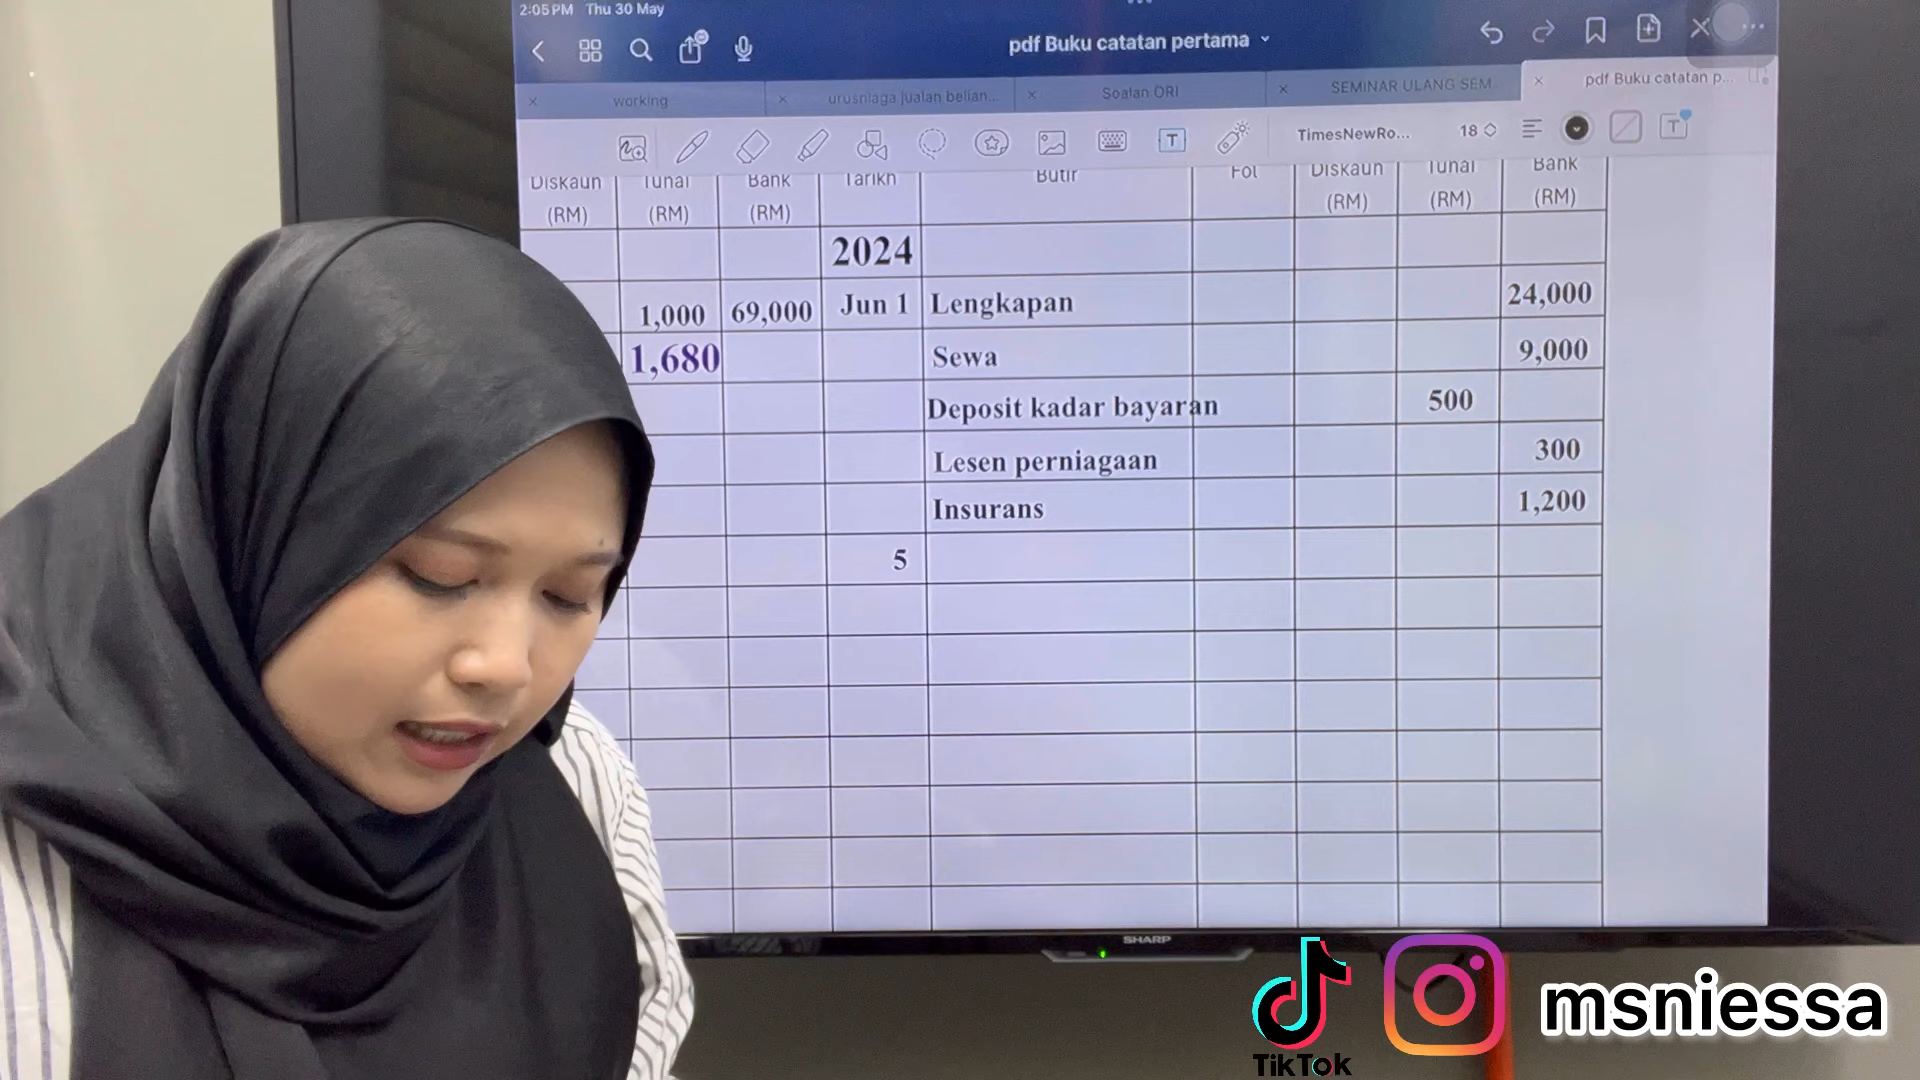 2:05 PM Thu 30 May
pdf Buku catatan pertama
working
urusniaga jualan belian...
Soalan ORI
SEMINAR ULANG SEM
pdf Buku catatan p...
TimesNewRo... 18
Diskaun Tunai Bank Tarikh Butir Fol Diskaun Tunai Bank
(RM) (RM) (RM) (RM) (RM) (RM)
2024
1,000 69,000 Jun 1 Lengkapan 24,000
1,680 Sewa 9,000
Deposit kadar bayaran 500
Lesen perniagaan 300
Insurans 1,200
5
SHARP
TikTok
msniessa